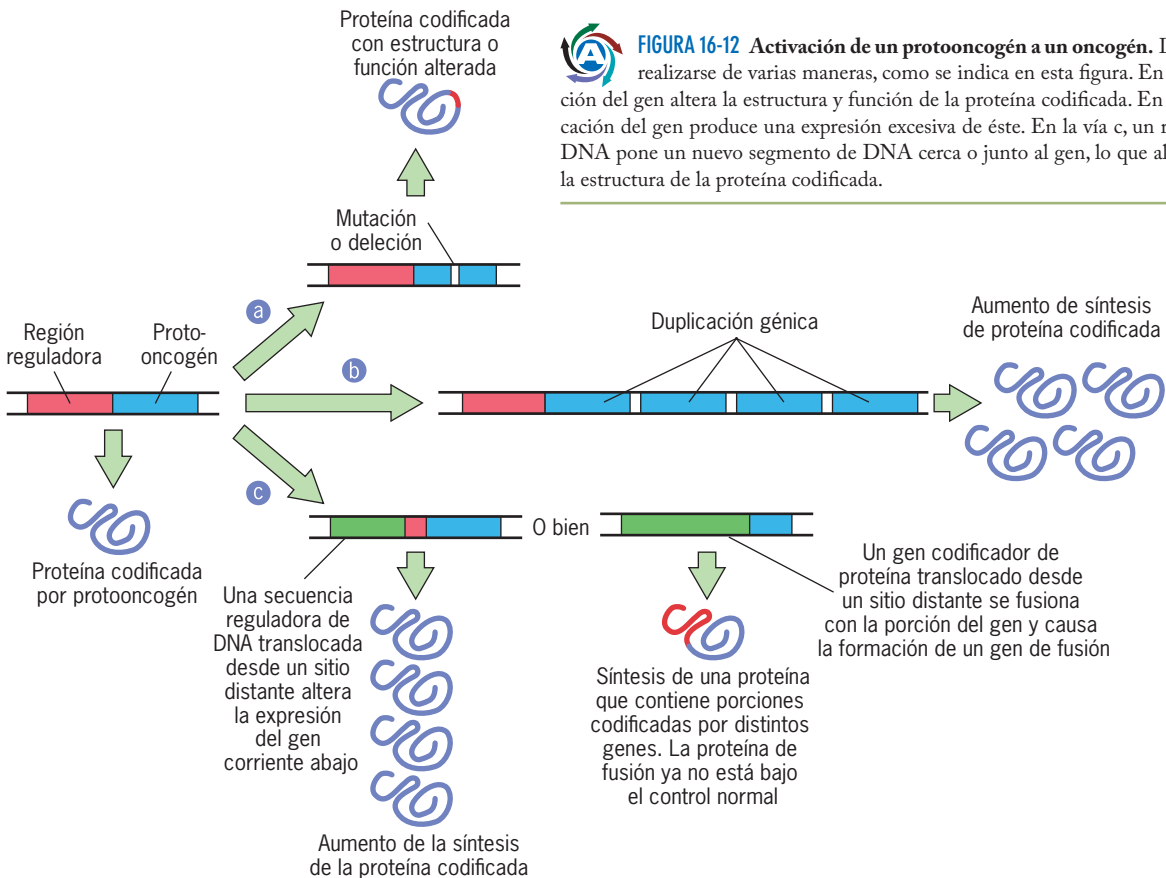 Proteína codificada
con estructura o
función alterada
A
FIGURA 16-12 Activación de un protooncogén a un oncogén.
realizarse de varias maneras, como se indica en esta figura. En
ción del gen altera la estructura y función de la proteína codificada. En
cación del gen produce una expresión excesiva de éste. En la vía c, un
DNA pone un nuevo segmento de DNA cerca o junto al gen, lo que
la estructura de la proteína codificada.
Mutación
o deleción
a
Región
reguladora
Proto-
oncogén
b
Duplicación génica
Aumento de síntesis
de proteína codificada
c
Proteína codificada
por protooncogén
O bien
Una secuencia
reguladora de
DNA translocada
desde un sitio
distante altera
la expresión
del gen
corriente abajo
Aumento de la síntesis
de la proteína codificada
Síntesis de una proteína
que contiene porciones
codificadas por distintos
genes. La proteína de
fusión ya no está bajo
el control normal
Un gen codificador de
proteína translocado desde
un sitio distante se fusiona
con la porción del gen y causa
la formación de un gen de fusión